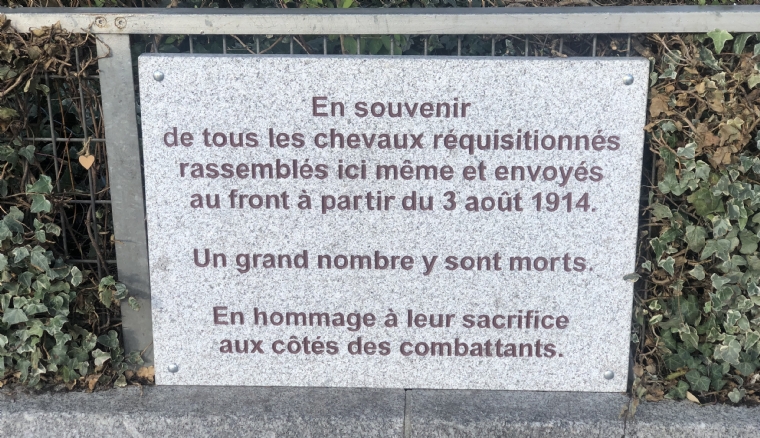 En souvenir
de tous les chevaux réquisitionnés
rassemblés ici même et envoyés
au front à partir du 3 août 1914.
Un grand nombre y sont morts.
En hommage à leur sacrifice
aux côtés des combattants.